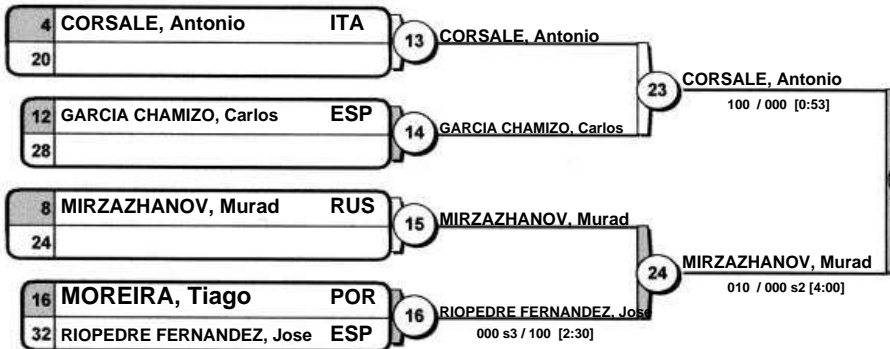 4 CORSALE, Antonio ITA
20
13 CORSALE, Antonio
12 GARCIA CHAMIZO, Carlos ESP
28
14 GARCIA CHAMIZO, Carlos
23 CORSALE, Antonio
100 / 000 [0:53]
8 MIRZAZHANOV, Murad RUS
24
15 MIRZAZHANOV, Murad
16 MOREIRA, Tiago POR
32 RIOPEDRE FERNANDEZ, Jose ESP
16 RIOPEDRE FERNANDEZ, Jose
000 s3 / 100 [2:30]
24 MIRZAZHANOV, Murad
010 / 000 s2 [4:00]